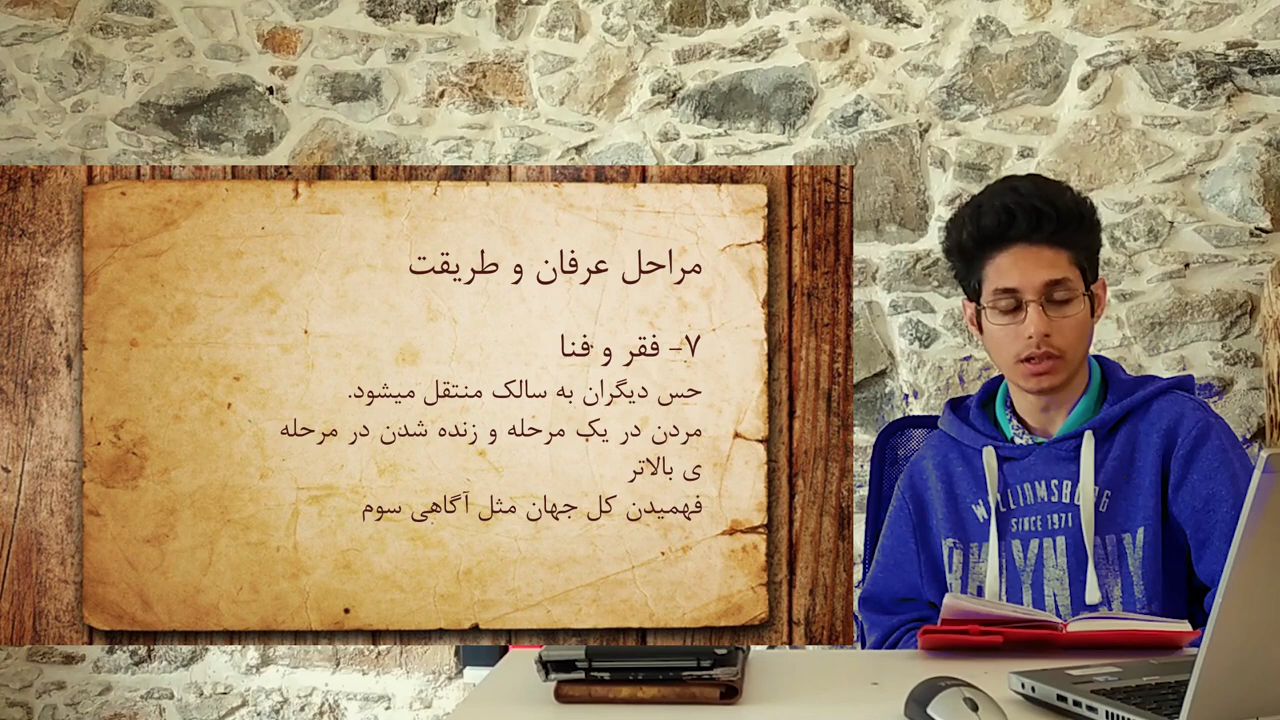 مراحل عرفان و طریقت
۷- فقر و فنا
حس دیگران به سالک منتقل میشود.
مردن در یک مرحله و زنده شدن در مرحله
ی بالاتر
فهمیدن کل جهان مثل آگاهی سوم
WILLIAMSBURG
SINCE 1971
NY